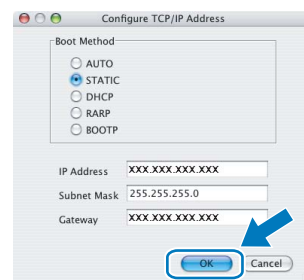 Configure TCP/IP Address
Boot Method
AUTO
STATIC
DHCP
RARP
BOOTP
IP Address XXX.XXX.XXX.XXX
Subnet Mask 255.255.255.0
Gateway XXX.XXX.XXX.XXX
OK Cancel